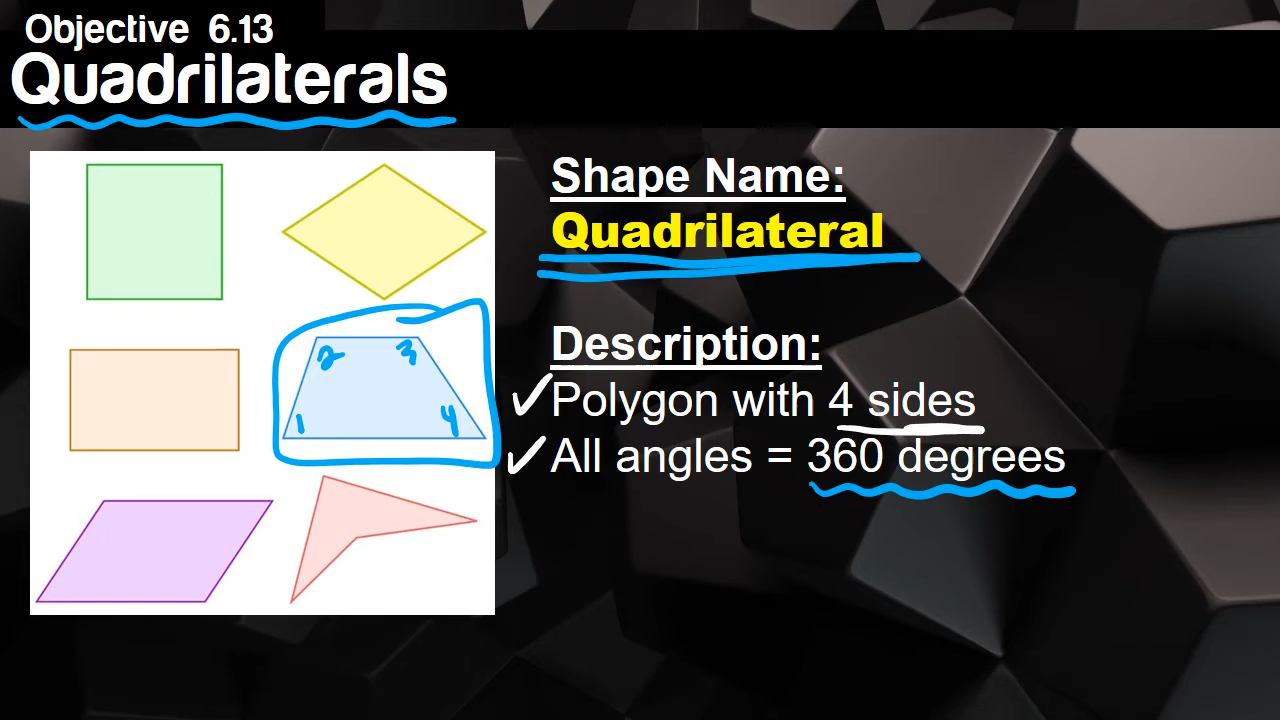 Objective 6.13
Quadrilaterals
Shape Name:
Quadrilateral
Description:
✓Polygon with 4 sides
✓All angles = 360 degrees
2 3
1 4